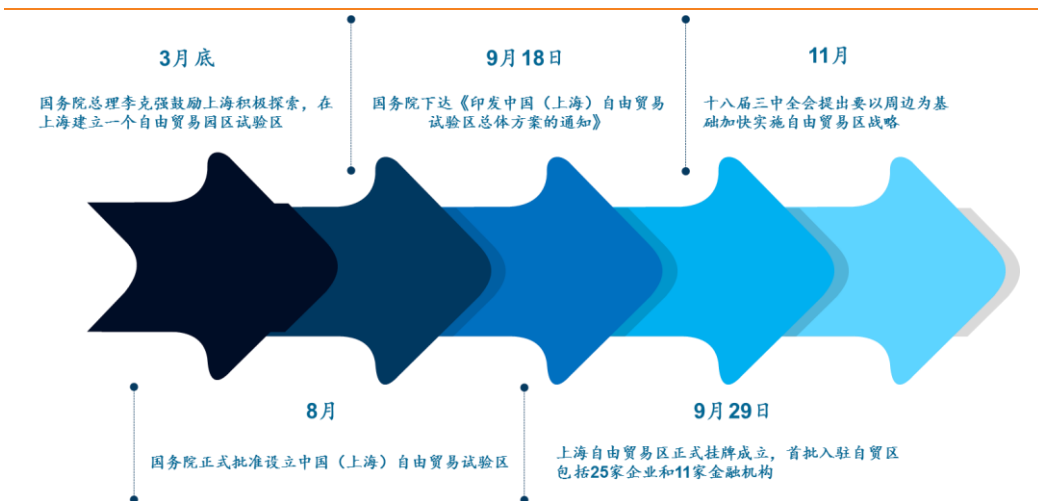 3月底
国务院总理李克强鼓励上海积极探索，在
上海建立一个自由贸易园区试验区
9月18日
国务院下达《印发中国（上海）自由贸易
试验区总体方案的通知》
11月
十八届三中全会提出要以周边为基
础加快实施自由贸易区战略
8月
国务院正式批准设立中国（上海）自由贸易试验区
9月29日
上海自由贸易区正式挂牌成立，首批入驻自贸区
包括25家企业和11家金融机构